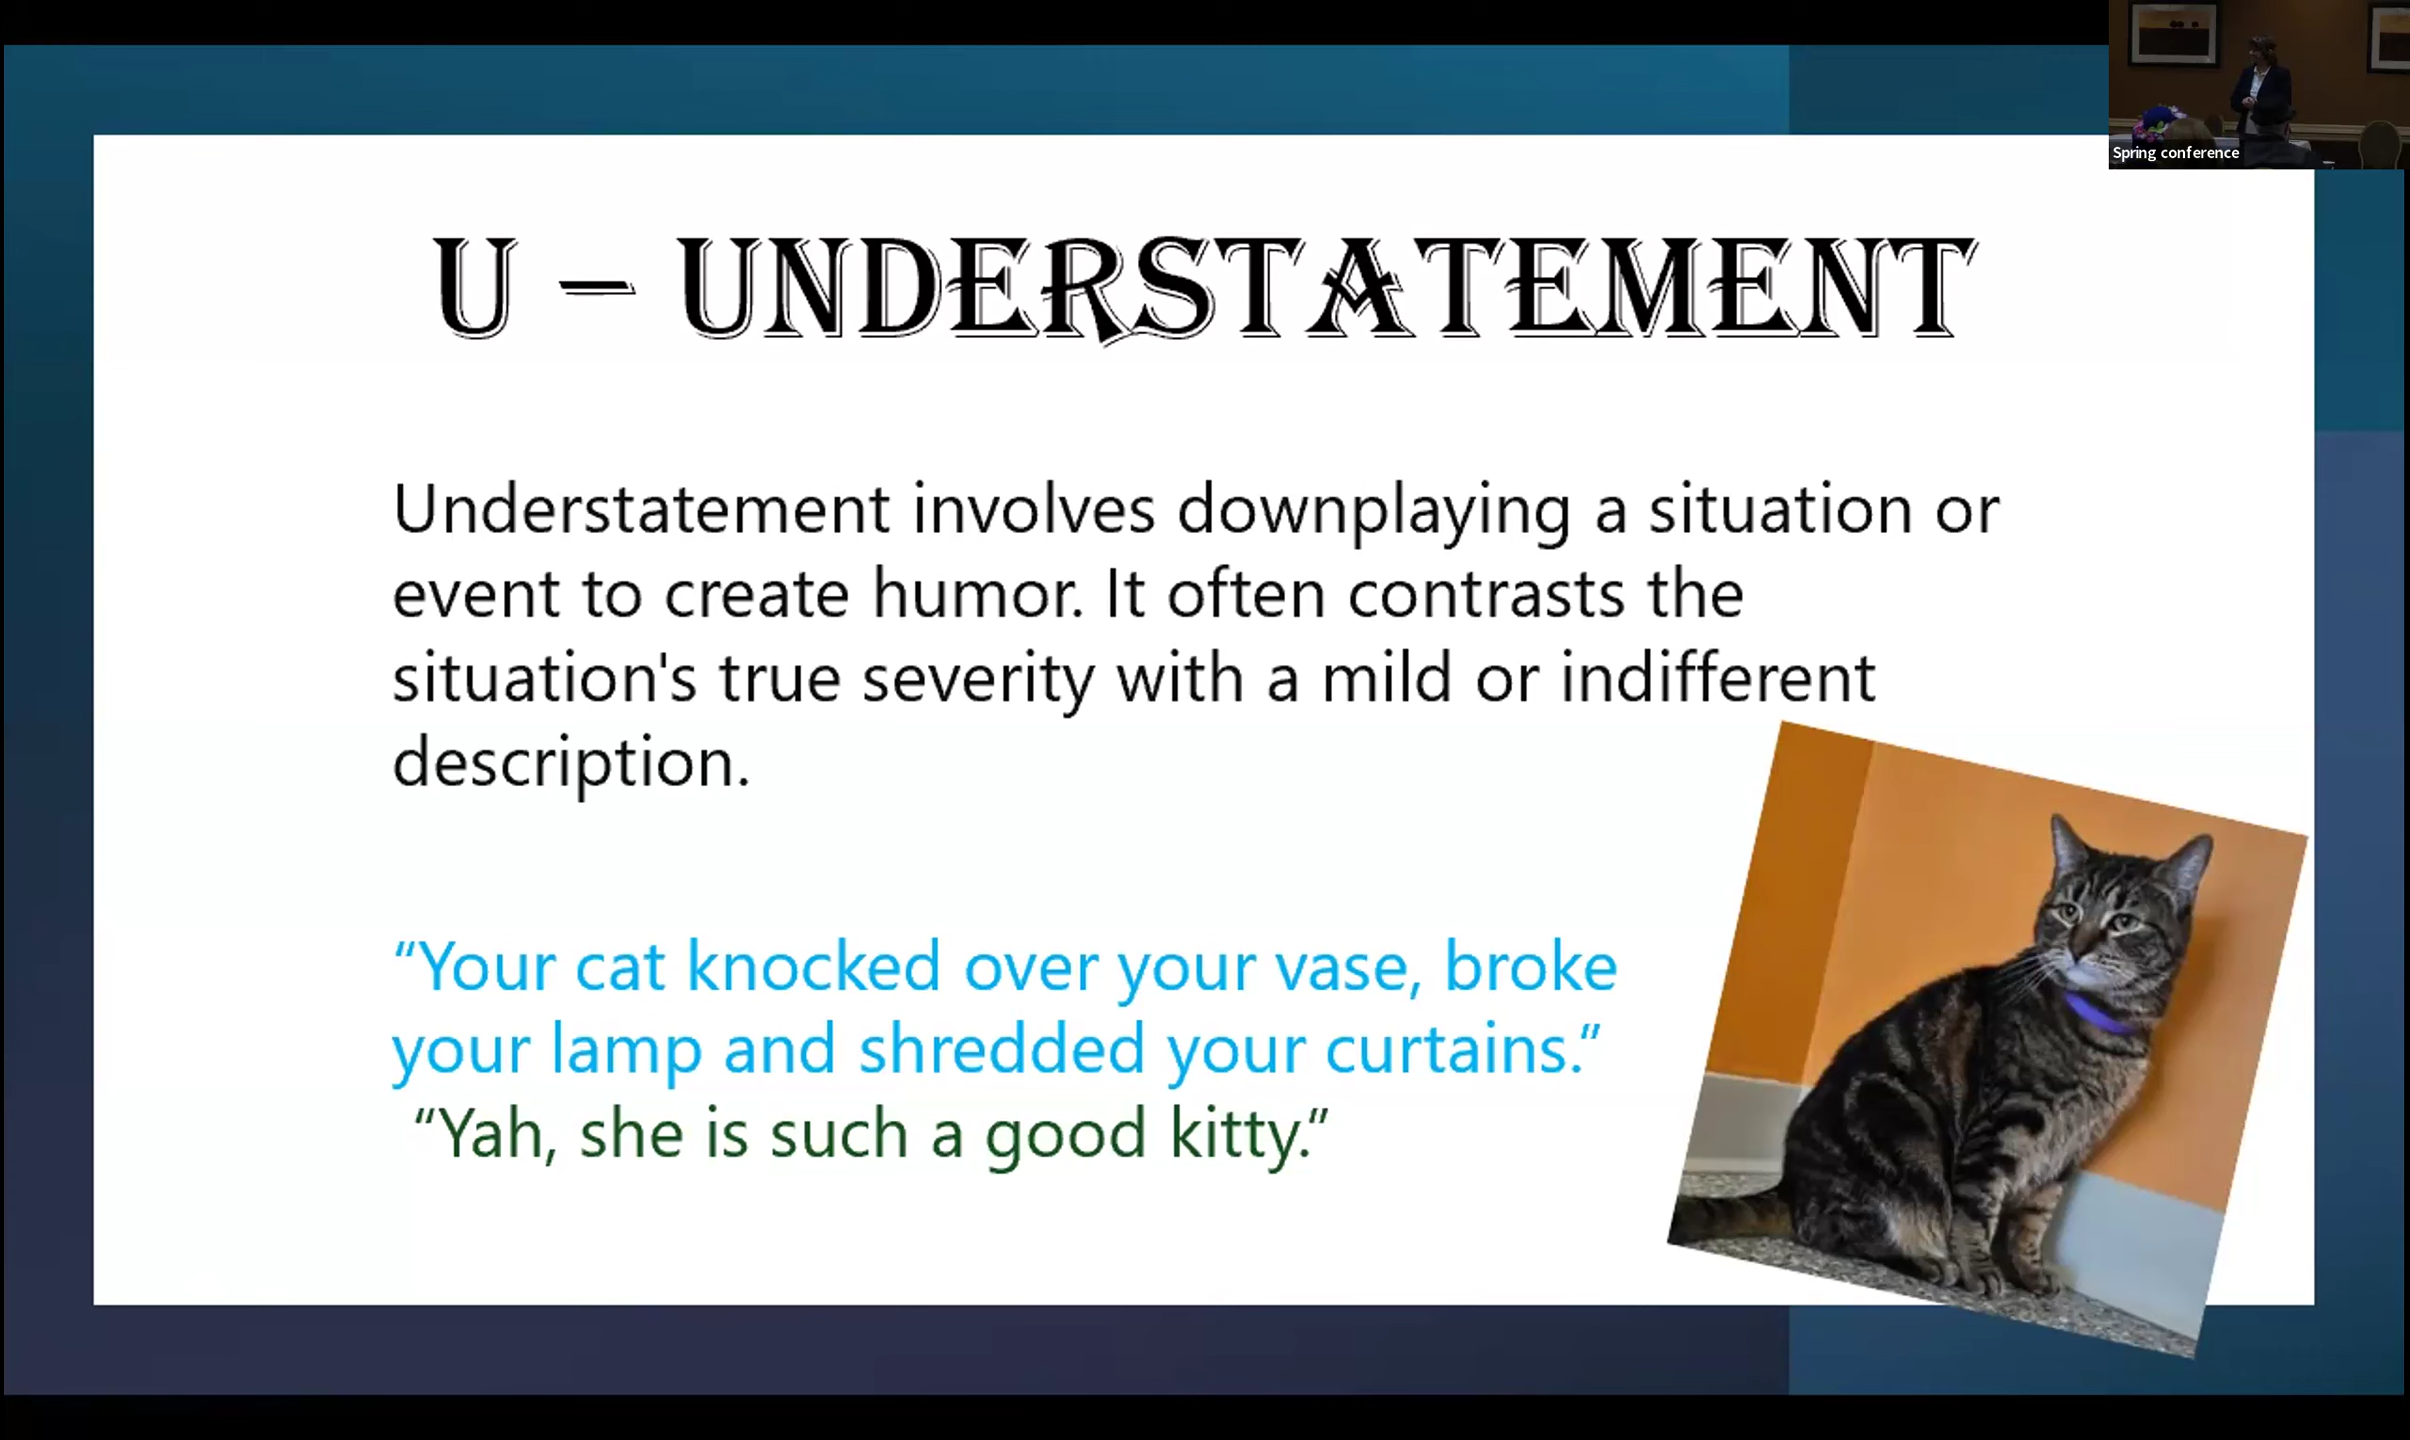 Spring conference
U – UNDERSTATEMENT
Understatement involves downplaying a situation or
event to create humor. It often contrasts the
situation's true severity with a mild or indifferent
description.
“Your cat knocked over your vase, broke
your lamp and shredded your curtains.”
“Yah, she is such a good kitty.”